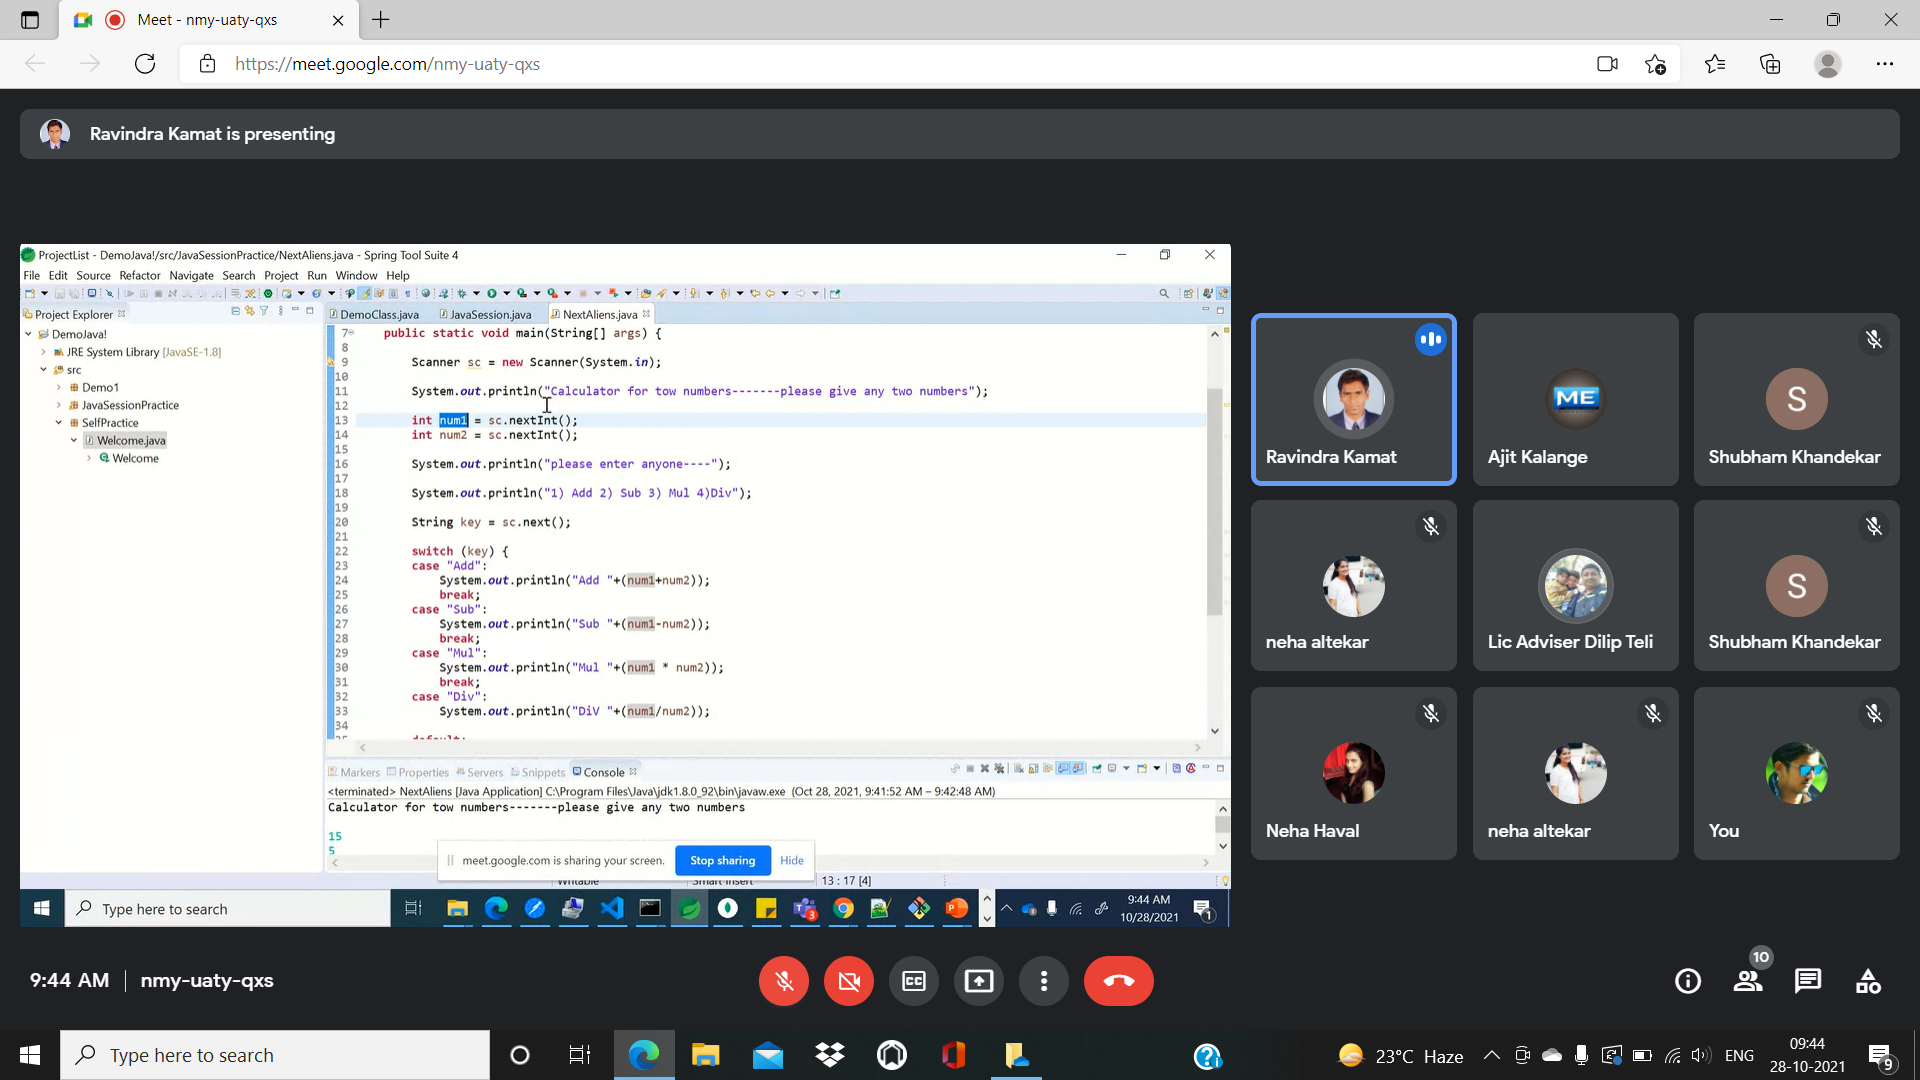 Meet - nmy-uaty-qxs
https://meet.google.com/nmy-uaty-qxs
Ravindra Kamat is presenting
ProjectList - DemoJava!/src/JavaSessionPractice/NextAliens.java - Spring Tool Suite 4
File Edit Source Refactor Navigate Search Project Run Window Help
Project Explorer
DemoJava!
JRE System Library [JavaSE-1.8]
src
Demo1
JavaSessionPractice
SelfPractice
Welcome.java
Welcome
DemoClass.java JavaSession.java NextAliens.java
7 public static void main(String[] args) {
8
9 Scanner sc = new Scanner(System.in);
10
11 System.out.println("Calculator for tow numbers-------please give any two numbers");
12
13 int num1 = sc.nextInt();
14 int num2 = sc.nextInt();
15
16 System.out.println("please enter anyone----");
17
18 System.out.println("1) Add 2) Sub 3) Mul 4)Div");
19
20 String key = sc.next();
21
22 switch (key) {
23 case "Add":
24 System.out.println("Add "+(num1+num2));
25 break;
26 case "Sub":
27 System.out.println("Sub "+(num1-num2));
28 break;
29 case "Mul":
30 System.out.println("Mul "+(num1 * num2));
31 break;
32 case "Div":
33 System.out.println("DiV "+(num1/num2));
34
35 default:
Markers Properties Servers Snippets Console
<terminated> NextAliens [Java Application] C:\Program Files\Java\jdk1.8.0_92\bin\javaw.exe (Oct 28, 2021, 9:41:52 AM – 9:42:48 AM)
Calculator for tow numbers-------please give any two numbers
15
5
meet.google.com is sharing your screen. Stop sharing Hide
Writable Smart Insert 13 : 17 [4]
Type here to search
3
9:44 AM
10/28/2021
1
Ravindra Kamat
ME
Ajit Kalange
S
Shubham Khandekar
neha altekar
Lic Adviser Dilip Teli
S
Shubham Khandekar
Neha Haval
neha altekar
You
9:44 AM nmy-uaty-qxs
CC
10
Type here to search
23°C Haze
ENG
09:44
28-10-2021
9